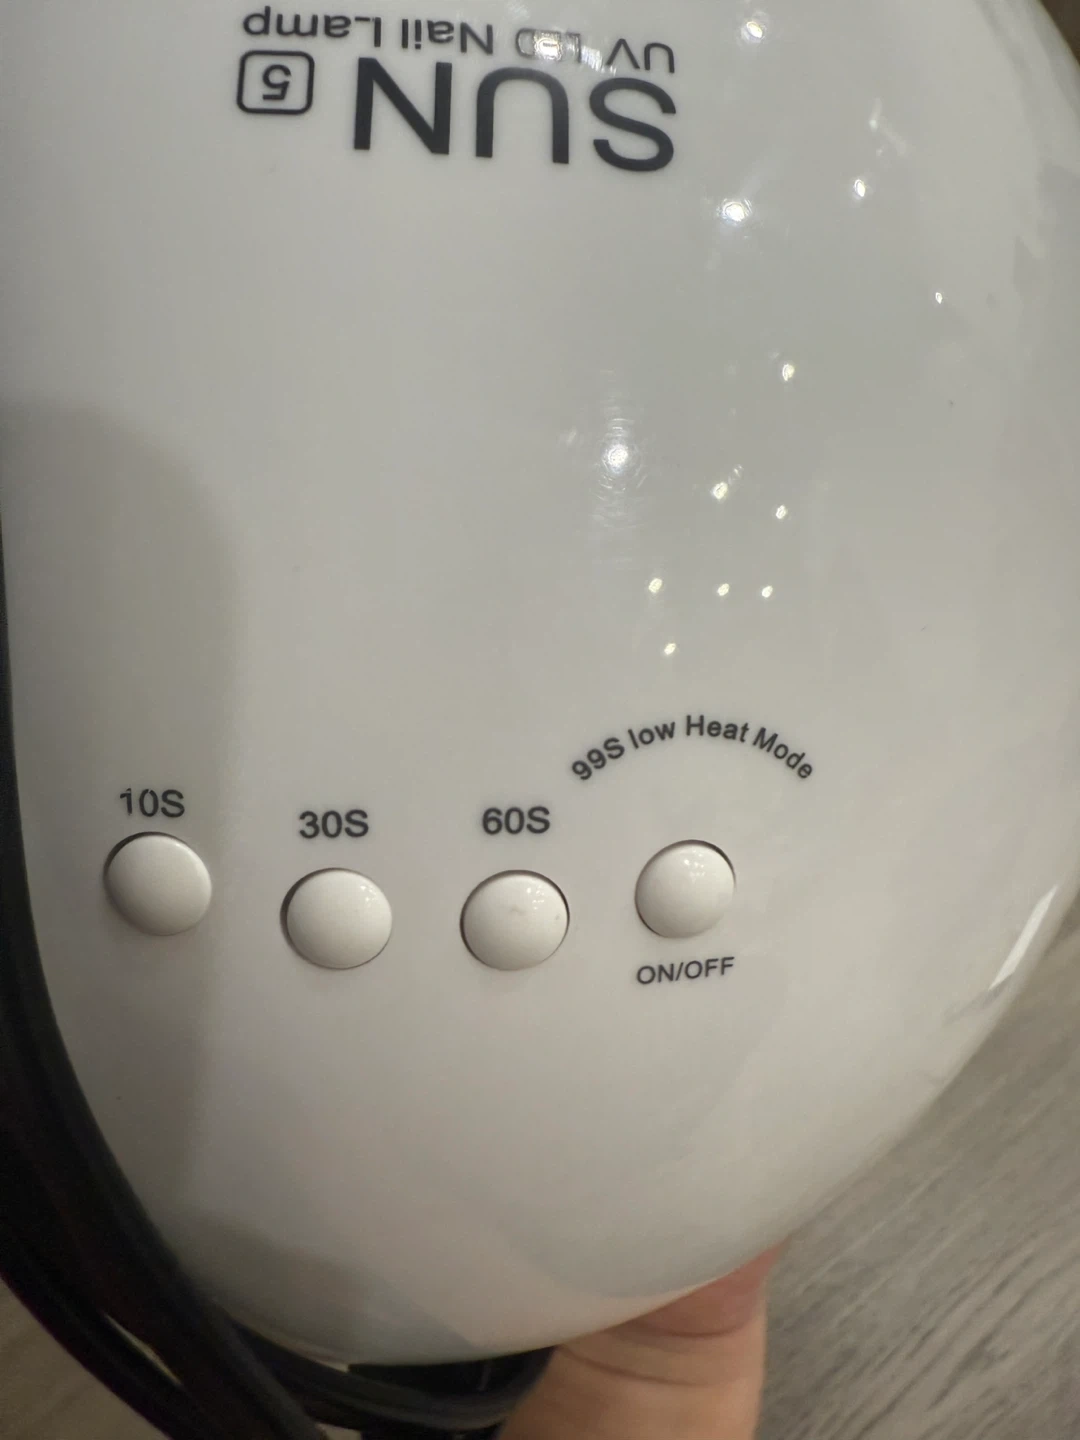 SUN 5
UV LED Nail Lamp
99S low Heat Mode
10S
30S
60S
ON/OFF